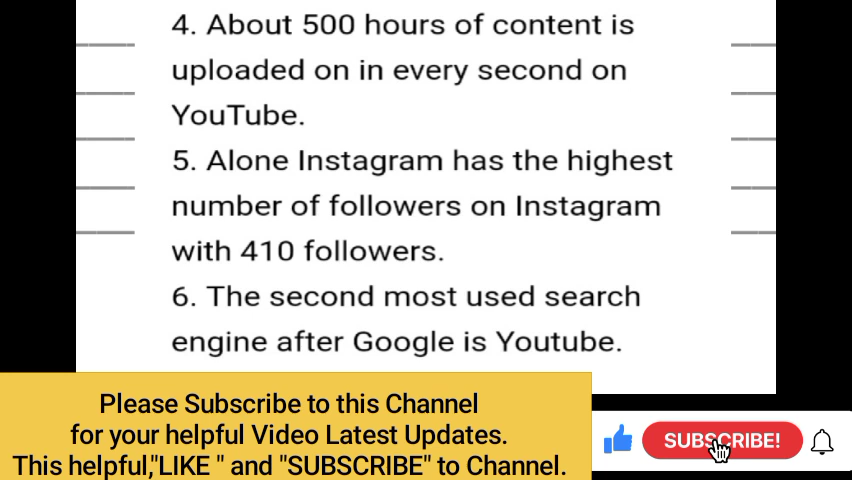 4. About 500 hours of content is
uploaded on in every second on
YouTube.
5. Alone Instagram has the highest
number of followers on Instagram
with 410 followers.
6. The second most used search
engine after Google is Youtube.
Please Subscribe to this Channel
for your helpful Video Latest Updates.
This helpful,"LIKE " and "SUBSCRIBE" to Channel.
SUBSCRIBE!